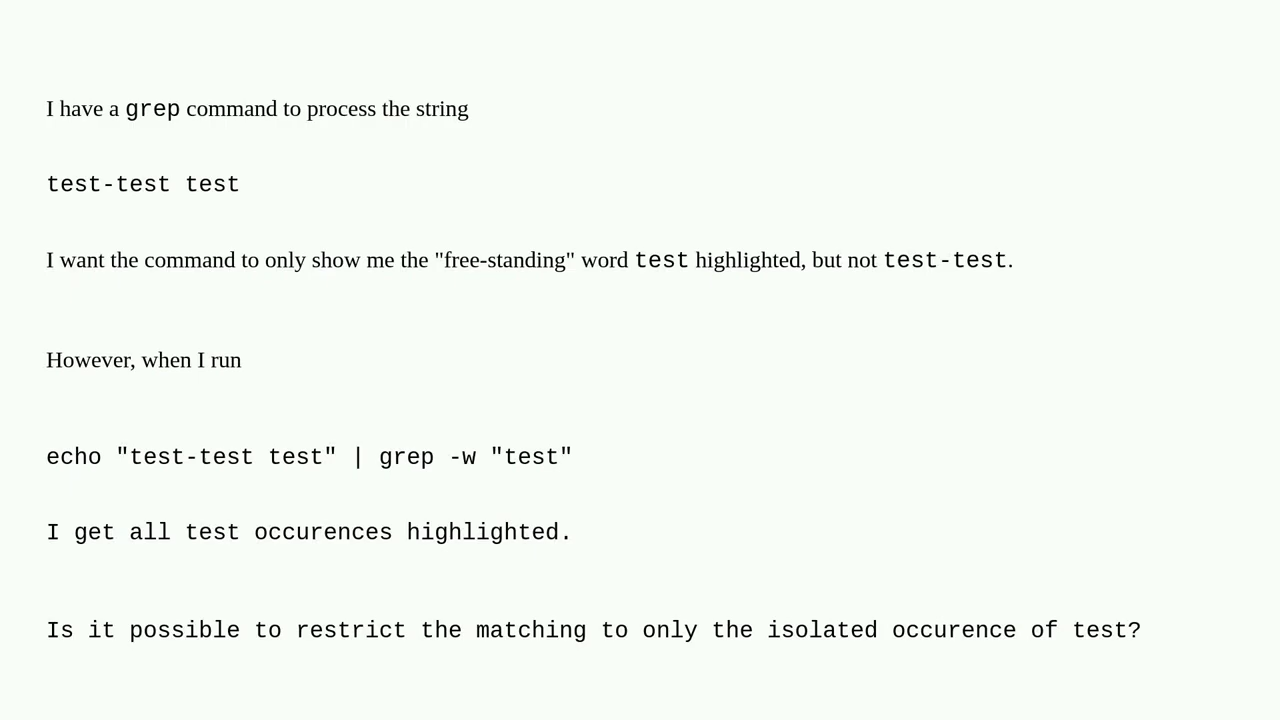 I have a grep command to process the string
test-test test
I want the command to only show me the "free-standing" word test highlighted, but not test-test.
However, when I run
echo "test-test test" | grep -w "test"
I get all test occurences highlighted.
Is it possible to restrict the matching to only the isolated occurence of test?